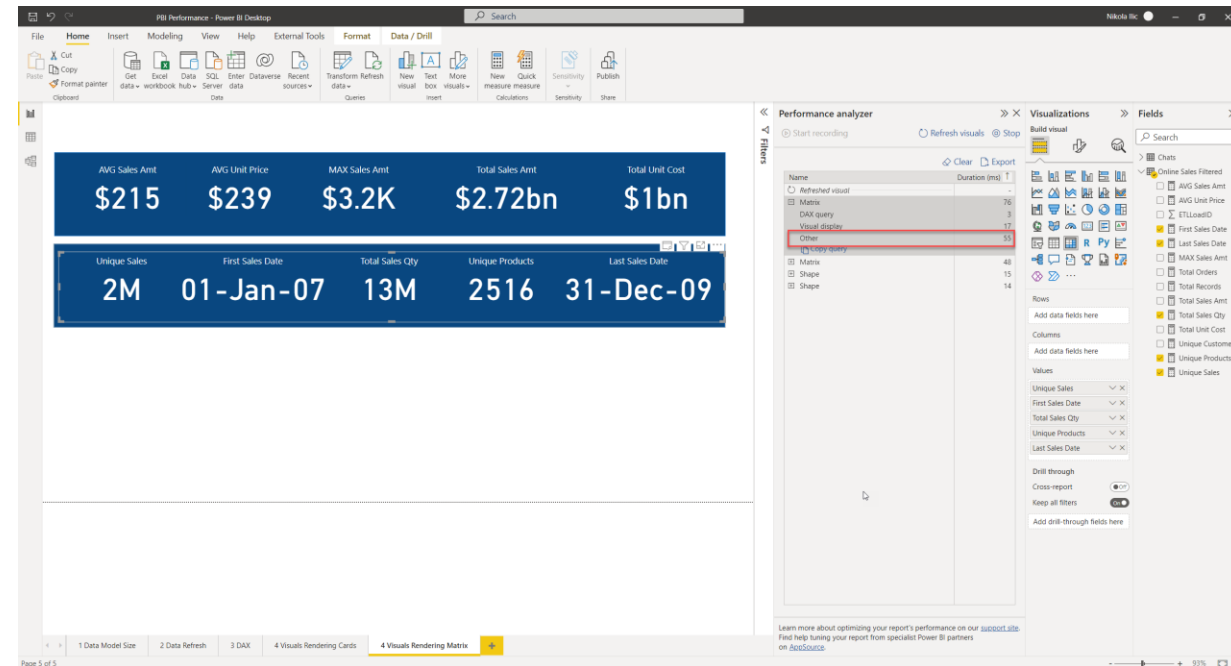 PBI Performance - Power BI Desktop
Search
Nikola Ilic
File Home Insert Modeling View Help External Tools Format Data / Drill
Paste
Cut
Copy
Format painter
Get data
Excel workbook
Data hub
SQL Server
Enter data
Dataverse
Recent sources
Transform data
Refresh
New visual
Text box
More visuals
New measure
Quick measure
Sensitivity
Publish
Clipboard Data Queries Insert Calculations Sensitivity Share
AVG Sales Amt AVG Unit Price MAX Sales Amt Total Sales Amt Total Unit Cost
$215 $239 $3.2K $2.72bn $1bn
Unique Sales First Sales Date Total Sales Qty Unique Products Last Sales Date
2M 01-Jan-07 13M 2516 31-Dec-09
Filters
Performance analyzer
Start recording Refresh visuals Stop
Clear Export
Name Duration (ms)
Refreshed visual -
Matrix 76
DAX query 3
Visual display 17
Other 55
Copy query
Matrix 48
Shape 15
Shape 14
Learn more about optimizing your report's performance on our support site.
Find help tuning your report from specialist Power BI partners
on AppSource.
Visualizations
Build visual
R Py
Rows
Add data fields here
Columns
Add data fields here
Values
Unique Sales
First Sales Date
Total Sales Qty
Unique Products
Last Sales Date
Drill through
Cross-report Off
Keep all filters On
Add drill-through fields here
Fields
Search
Chats
Online Sales Filtered
AVG Sales Amt
AVG Unit Price
ETLLoadID
First Sales Date
Last Sales Date
MAX Sales Amt
Total Orders
Total Records
Total Sales Amt
Total Sales Qty
Total Unit Cost
Unique Custome
Unique Products
Unique Sales
1 Data Model Size 2 Data Refresh 3 DAX 4 Visuals Rendering Cards 4 Visuals Rendering Matrix
Page 5 of 5
93%